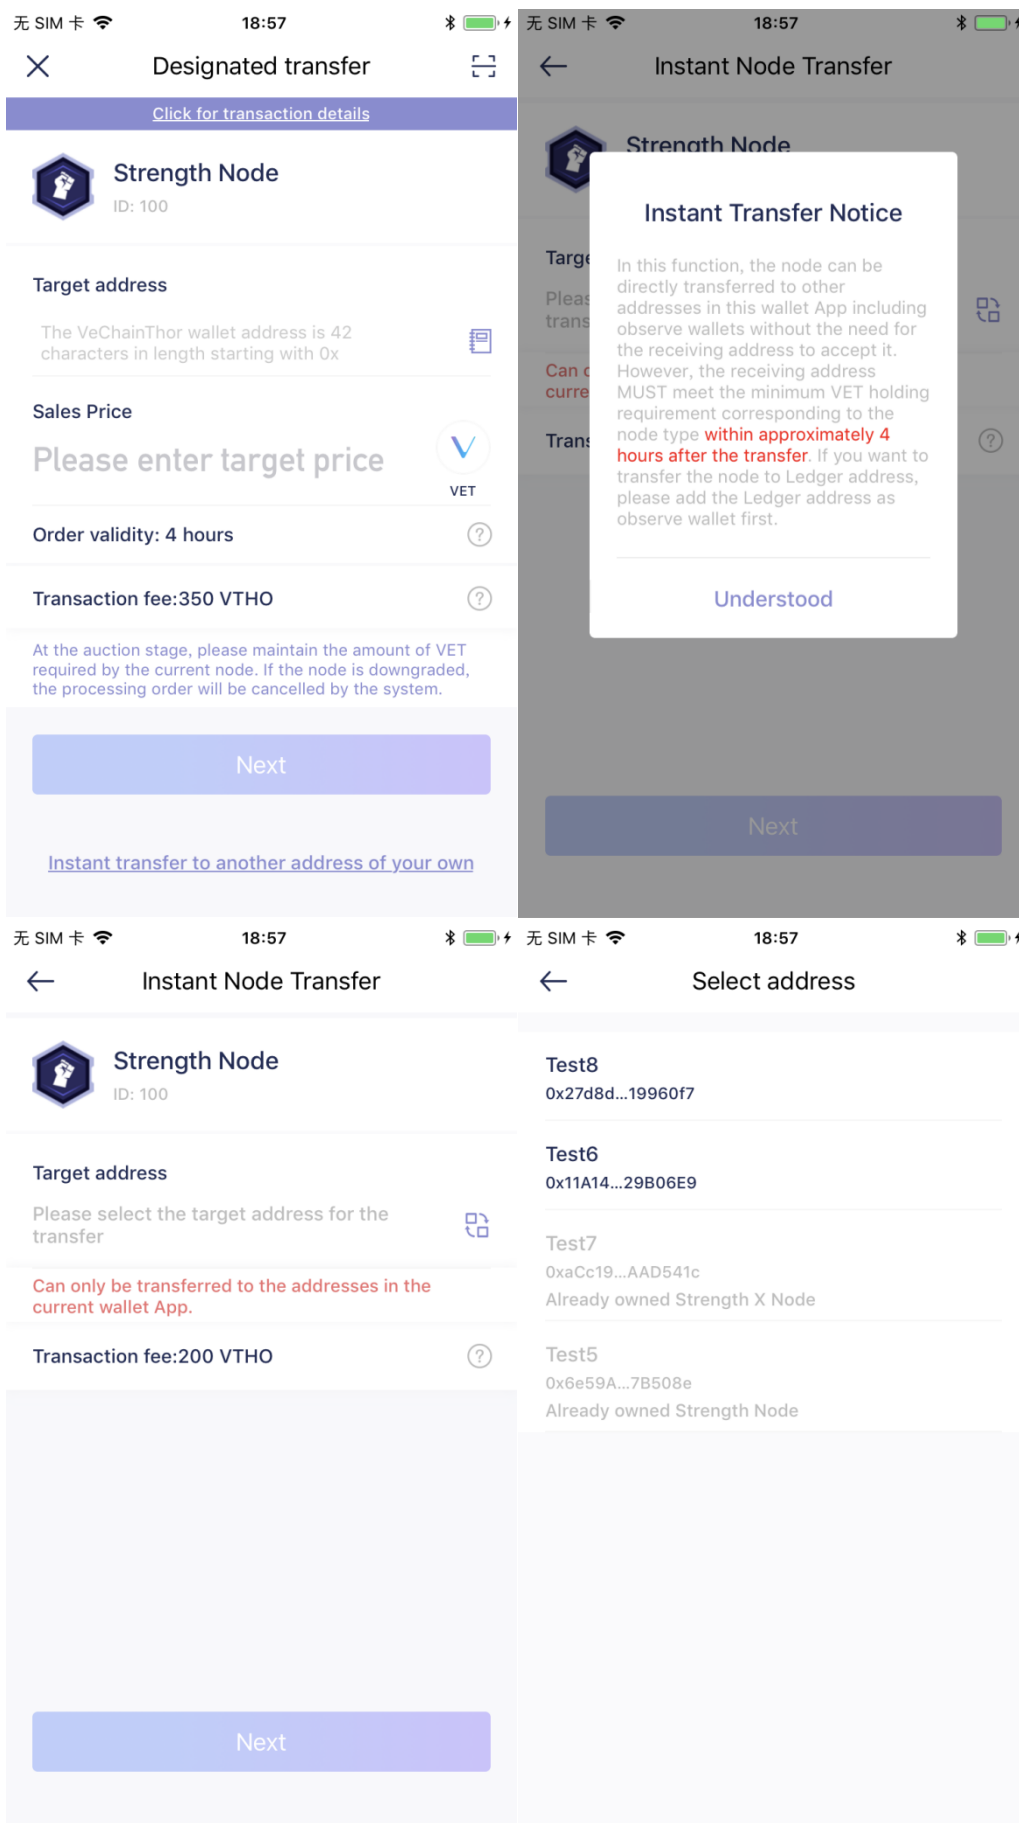 无 SIM 卡
18:57
Designated transfer
Click for transaction details
Strength Node
ID: 100
Target address
The VeChainThor wallet address is 42
characters in length starting with 0x
Sales Price
Please enter target price
VET
Order validity: 4 hours
?
Transaction fee:350 VTHO
?
At the auction stage, please maintain the amount of VET
required by the current node. If the node is downgraded,
the processing order will be cancelled by the system.
Next
Instant transfer to another address of your own
无 SIM 卡
18:57
Instant Node Transfer
Strength Node
Targe
Pleas
trans
Can c
curre
Trans
?
Instant Transfer Notice
In this function, the node can be
directly transferred to other
addresses in this wallet App including
observe wallets without the need for
the receiving address to accept it.
However, the receiving address
MUST meet the minimum VET holding
requirement corresponding to the
node type within approximately 4
hours after the transfer. If you want to
transfer the node to Ledger address,
please add the Ledger address as
observe wallet first.
Understood
Next
无 SIM 卡
18:57
Instant Node Transfer
Strength Node
ID: 100
Target address
Please select the target address for the
transfer
Can only be transferred to the addresses in the
current wallet App.
Transaction fee:200 VTHO
?
Next
无 SIM 卡
18:57
Select address
Test8
0x27d8d...19960f7
Test6
0x11A14...29B06E9
Test7
0xaCc19...AAD541c
Already owned Strength X Node
Test5
0x6e59A...7B508e
Already owned Strength Node